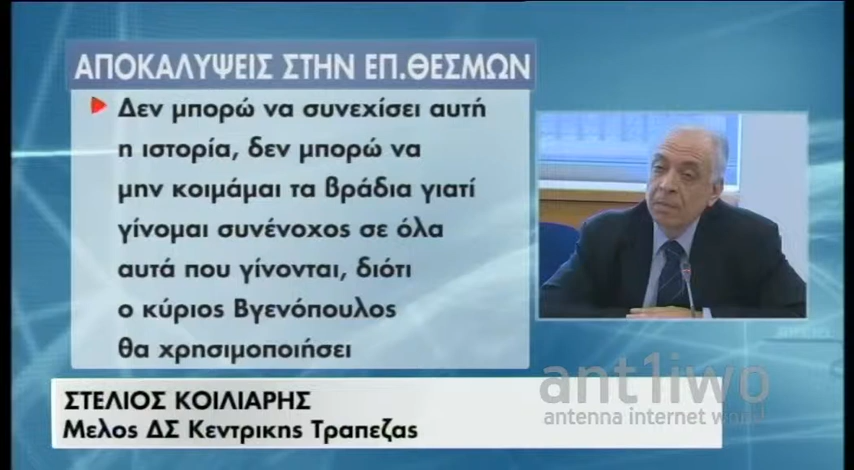 ΑΠΟΚΑΛΥΨΕΙΣ ΣΤΗΝ ΕΠ.ΘΕΣΜΩΝ
Δεν μπορώ να συνεχίσει αυτή
η ιστορία, δεν μπορώ να
μην κοιμάμαι τα βράδια γιατί
γίνομαι συνένοχος σε όλα
αυτά που γίνονται, διότι
ο κύριος Βγενόπουλος
θα χρησιμοποιήσει
ΣΤΕΛΙΟΣ ΚΟΙΛΙΑΡΗΣ
Μελος ΔΣ Κεντρικης Τραπεζας
ant1iwo
antenna internet world